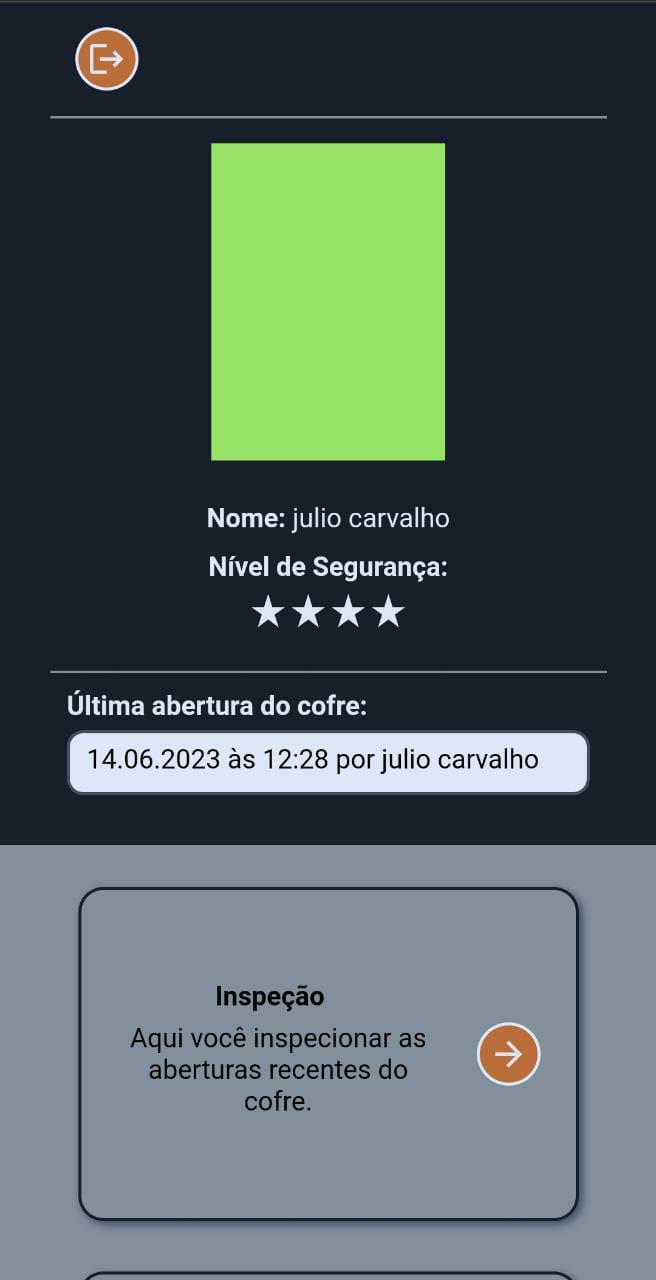 Nome: julio carvalho
Nível de Segurança:
Última abertura do cofre:
14.06.2023 às 12:28 por julio carvalho
Inspeção
Aqui você inspecionar as
aberturas recentes do
cofre.